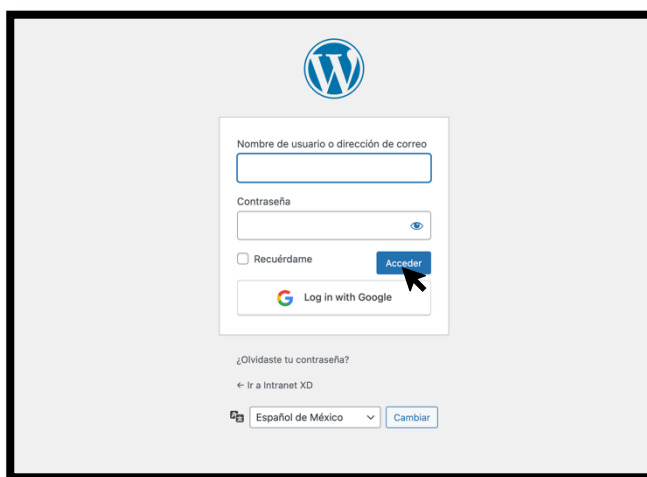 Nombre de usuario o dirección de correo
Contraseña
Recuérdame
Acceder
Log in with Google
¿Olvidaste tu contraseña?
← Ir a Intranet XD
Español de México
Cambiar